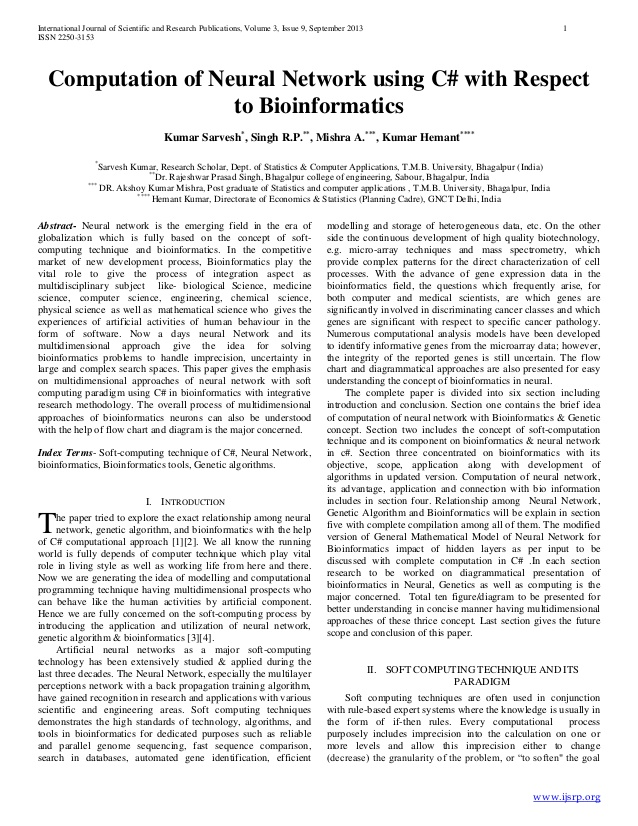 International Journal of Scientific and Research Publications, Volume 3, Issue 9, September 2013 1
ISSN 2250-3153
Computation of Neural Network using C# with Respect
to Bioinformatics
Kumar Sarvesh*, Singh R.P.**, Mishra A.***, Kumar Hemant****
*Sarvesh Kumar, Research Scholar, Dept. of Statistics & Computer Applications, T.M.B. University, Bhagalpur (India)
**Dr. Rajeshwar Prasad Singh, Bhagalpur college of engineering, Sabour, Bhagalpur, India
*** DR. Akshoy Kumar Mishra, Post graduate of Statistics and computer applications , T.M.B. University, Bhagalpur, India
**** Hemant Kumar, Directorate of Economics & Statistics (Planning Cadre), GNCT Delhi, India
Abstract- Neural network is the emerging field in the era of
globalization which is fully based on the concept of soft-
computing technique and bioinformatics. In the competitive
market of new development process, Bioinformatics play the
vital role to give the process of integration aspect as
multidisciplinary subject like- biological Science, medicine
science, computer science, engineering, chemical science,
physical science as well as mathematical science who gives the
experiences of artificial activities of human behaviour in the
form of software. Now a days neural Network and its
multidimensional approach give the idea for solving
bioinformatics problems to handle imprecision, uncertainty in
large and complex search spaces. This paper gives the emphasis
on multidimensional approaches of neural network with soft
computing paradigm using C# in bioinformatics with integrative
research methodology. The overall process of multidimensional
approaches of bioinformatics neurons can also be understood
with the help of flow chart and diagram is the major concerned.
Index Terms- Soft-computing technique of C#, Neural Network,
bioinformatics, Bioinformatics tools, Genetic algorithms.
I. INTRODUCTION
The paper tried to explore the exact relationship among neural
network, genetic algorithm, and bioinformatics with the help
of C# computational approach [1][2]. We all know the running
world is fully depends of computer technique which play vital
role in living style as well as working life from here and there.
Now we are generating the idea of modelling and computational
programming technique having multidimensional prospects who
can behave like the human activities by artificial component.
Hence we are fully concerned on the soft-computing process by
introducing the application and utilization of neural network,
genetic algorithm & bioinformatics [3][4].
Artificial neural networks as a major soft-computing
technology has been extensively studied & applied during the
last three decades. The Neural Network, especially the multilayer
perceptions network with a back propagation training algorithm,
have gained recognition in research and applications with various
scientific and engineering areas. Soft computing techniques
demonstrates the high standards of technology, algorithms, and
tools in bioinformatics for dedicated purposes such as reliable
and parallel genome sequencing, fast sequence comparison,
search in databases, automated gene identification, efficient
modelling and storage of heterogeneous data, etc. On the other
side the continuous development of high quality biotechnology,
e.g. micro-array techniques and mass spectrometry, which
provide complex patterns for the direct characterization of cell
processes. With the advance of gene expression data in the
bioinformatics field, the questions which frequently arise, for
both computer and medical scientists, are which genes are
significantly involved in discriminating cancer classes and which
genes are significant with respect to specific cancer pathology.
Numerous computational analysis models have been developed
to identify informative genes from the microarray data; however,
the integrity of the reported genes is still uncertain. The flow
chart and diagrammatical approaches are also presented for easy
understanding the concept of bioinformatics in neural.
The complete paper is divided into six section including
introduction and conclusion. Section one contains the brief idea
of computation of neural network with Bioinformatics & Genetic
concept. Section two includes the concept of soft-computation
technique and its component on bioinformatics & neural network
in c#. Section three concentrated on bioinformatics with its
objective, scope, application along with development of
algorithms in updated version. Computation of neural network,
its advantage, application and connection with bio information
includes in section four. Relationship among Neural Network,
Genetic Algorithm and Bioinformatics will be explain in section
five with complete compilation among all of them. The modified
version of General Mathematical Model of Neural Network for
Bioinformatics impact of hidden layers as per input to be
discussed with complete computation in C# .In each section
research to be worked on diagrammatical presentation of
bioinformatics in Neural, Genetics as well as computing is the
major concerned. Total ten figure/diagram to be presented for
better understanding in concise manner having multidimensional
approaches of these thrice concept. Last section gives the future
scope and conclusion of this paper.
II. SOFT COMPUTING TECHNIQUE AND ITS
PARADIGM
Soft computing techniques are often used in conjunction
with rule-based expert systems where the knowledge is usually in
the form of if-then rules. Every computational process
purposely includes imprecision into the calculation on one or
more levels and allow this imprecision either to change
(decrease) the granularity of the problem, or "to soften" the goal
www.ijsrp.org